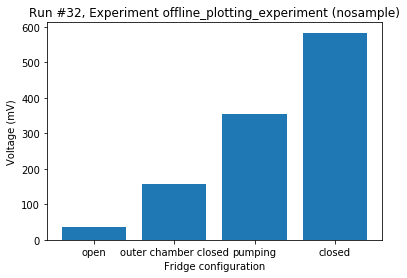 Run #32, Experiment offline_plotting_experiment (nosample)
600
500
400
300
200
100
0
Voltage (mV)
open outer chamber closed pumping closed
Fridge configuration